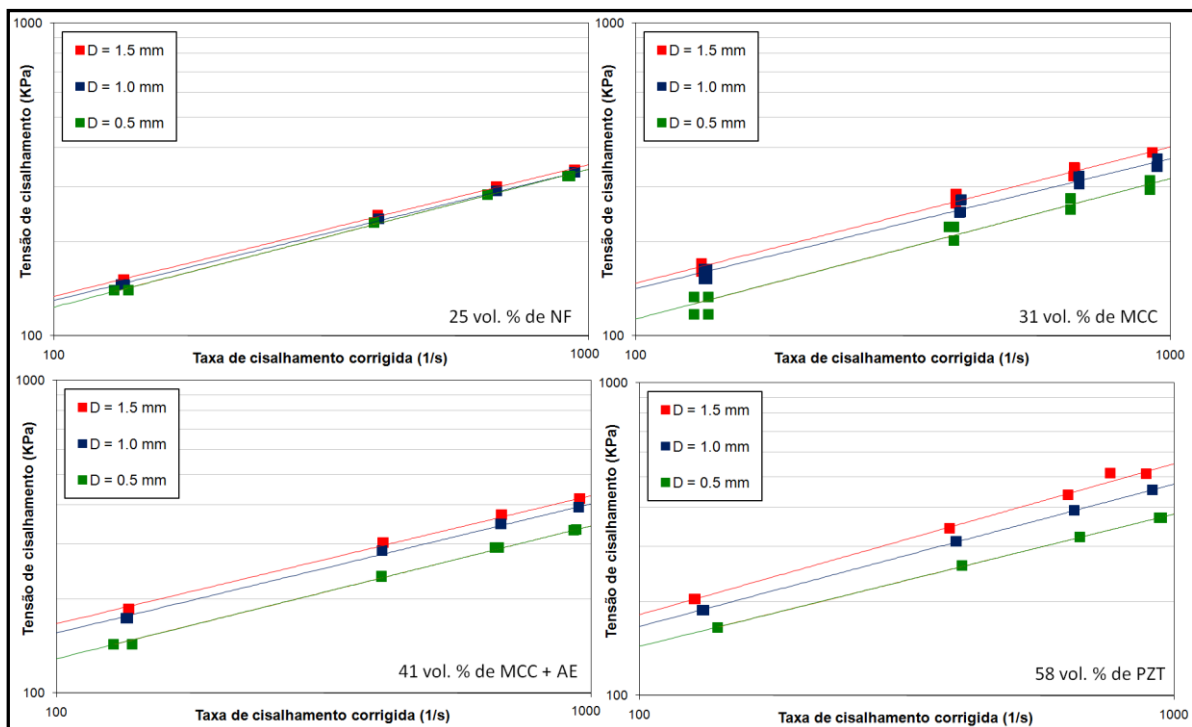 1000
Tensão de cisalhamento (KPa)
D = 1.5 mm
D = 1.0 mm
D = 0.5 mm
25 vol. % de NF
100
100
Taxa de cisalhamento corrigida (1/s)
1000
1000
Tensão de cisalhamento (KPa)
D = 1.5 mm
D = 1.0 mm
D = 0.5 mm
31 vol. % de MCC
100
100
Taxa de cisalhamento corrigida (1/s)
1000
1000
Tensão de cisalhamento (KPa)
D = 1.5 mm
D = 1.0 mm
D = 0.5 mm
41 vol. % de MCC + AE
100
100
Taxa de cisalhamento corrigida (1/s)
1000
1000
Tensão de cisalhamento (KPa)
D = 1.5 mm
D = 1.0 mm
D = 0.5 mm
58 vol. % de PZT
100
100
Taxa de cisalhamento corrigida (1/s)
1000